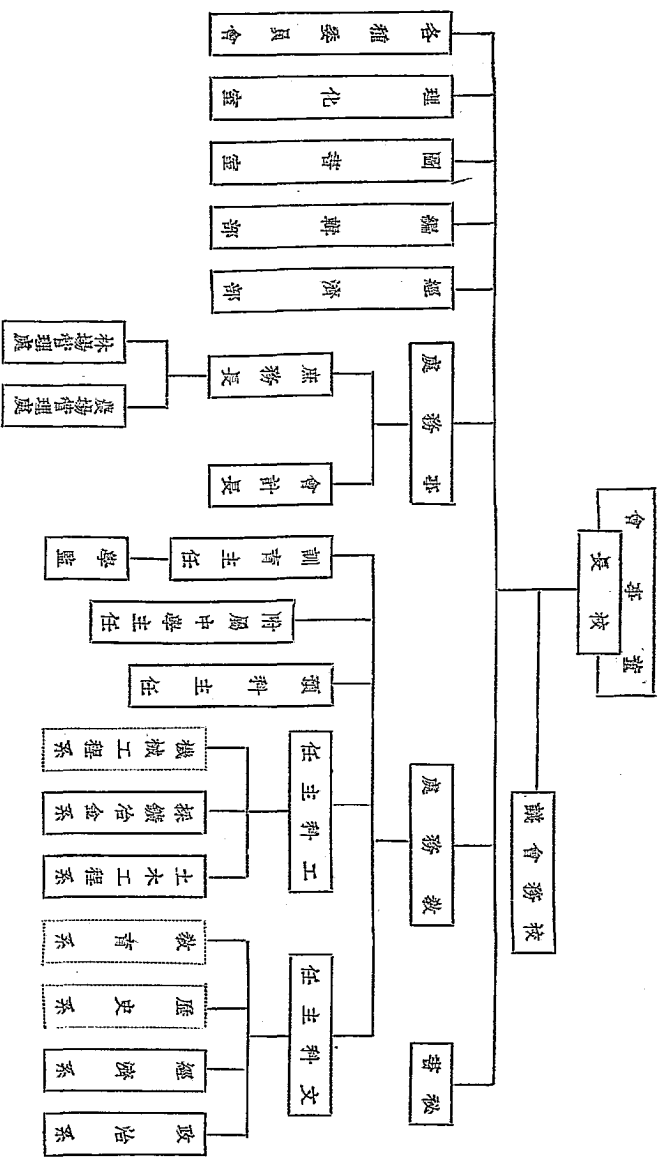 董事會
校長
校務會議
秘書
教務處
事務處
經濟部
編輯部
圖書室
理化室
各種委員會
文科主任
工科主任
預科主任
附屬中學主任
訓育主任
學監
會計長
庶務長
政治系
經濟系
歷史系
教育系
土木工程系
採鑛冶金系
機械工程系
農場管理處
林場管理處